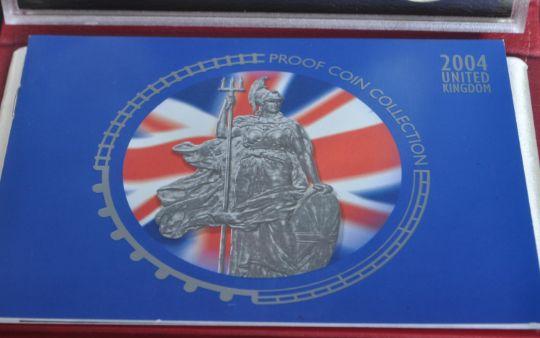 PROOF COIN COLLECTION
2004
UNITED
KINGDOM